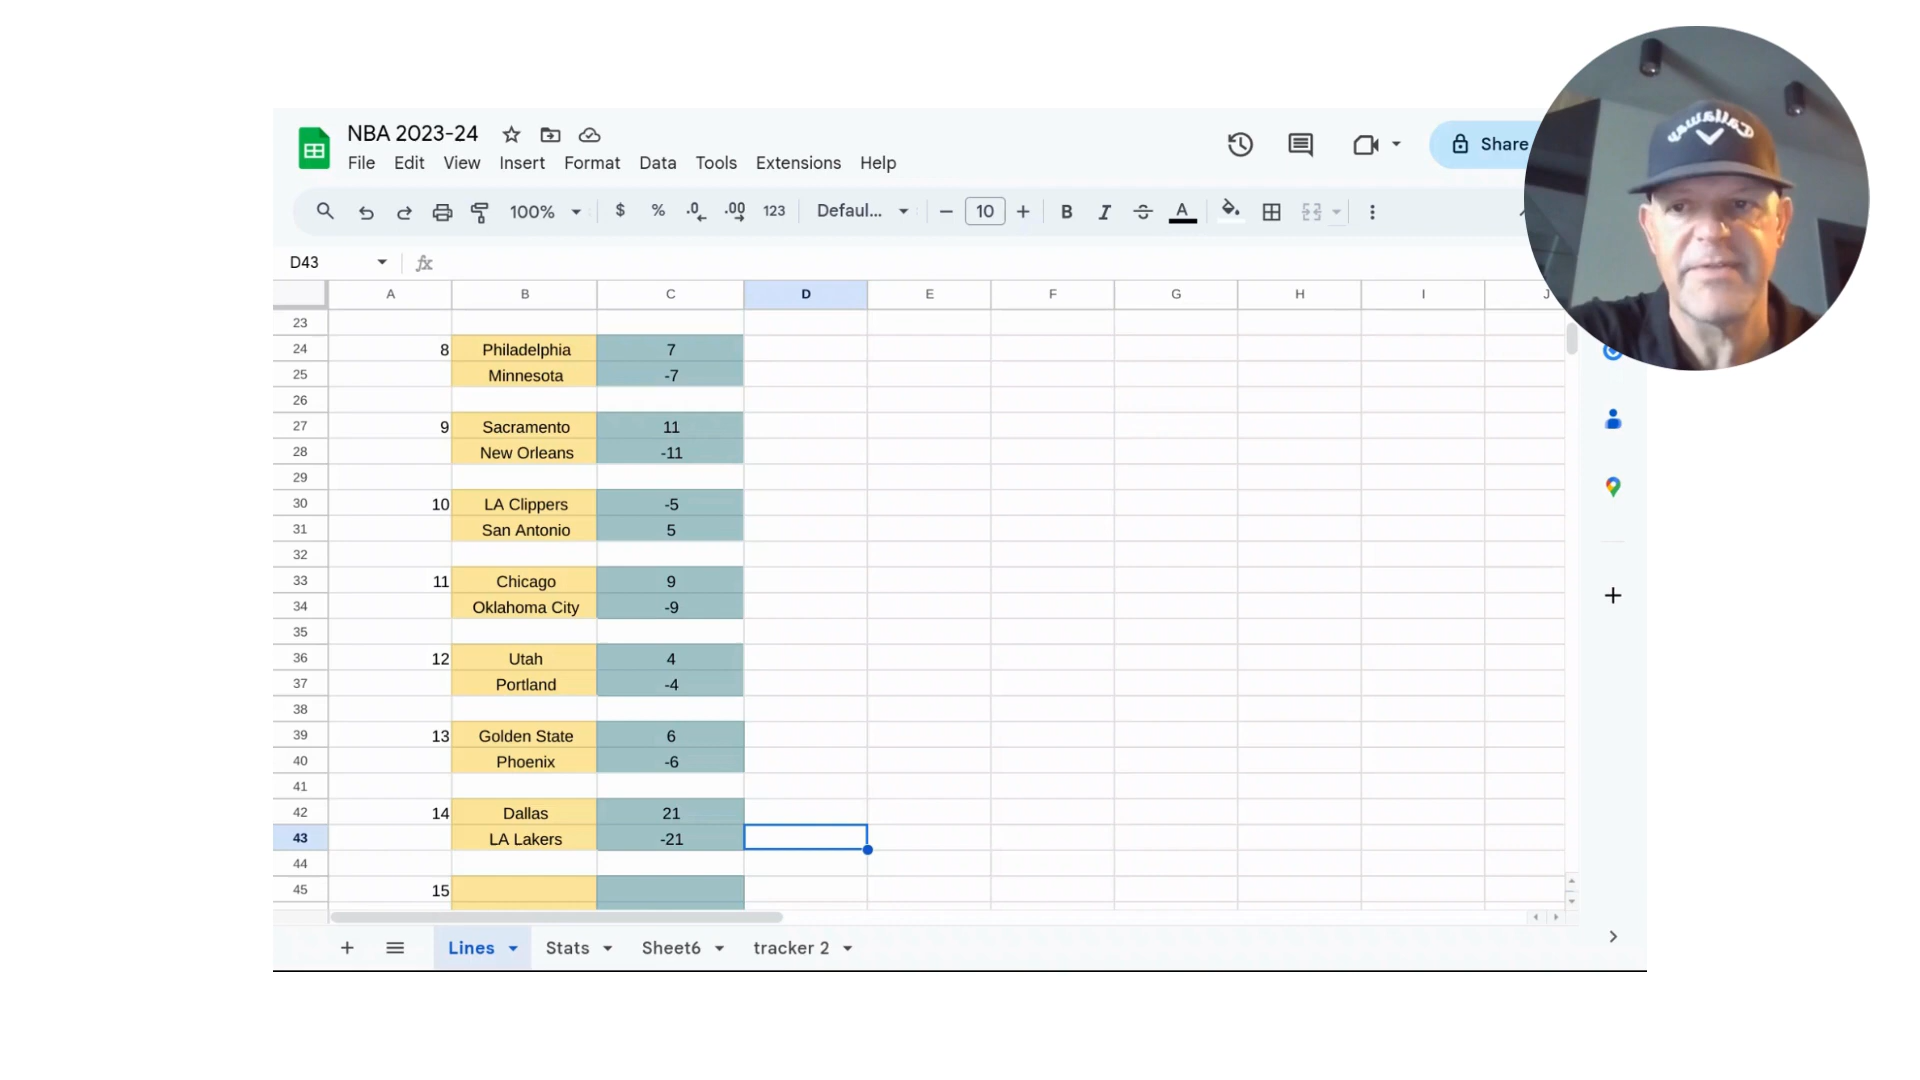 NBA 2023-24
File Edit View Insert Format Data Tools Extensions Help
Share
100% $ % .0 .00 123 Defaul... 10 B I A
D43 fx
A B C D E F G H I J
23
24 8 Philadelphia 7
25 Minnesota -7
26
27 9 Sacramento 11
28 New Orleans -11
29
30 10 LA Clippers -5
31 San Antonio 5
32
33 11 Chicago 9
34 Oklahoma City -9
35
36 12 Utah 4
37 Portland -4
38
39 13 Golden State 6
40 Phoenix -6
41
42 14 Dallas 21
43 LA Lakers -21
44
45 15
Lines Stats Sheet6 tracker 2
Callaway